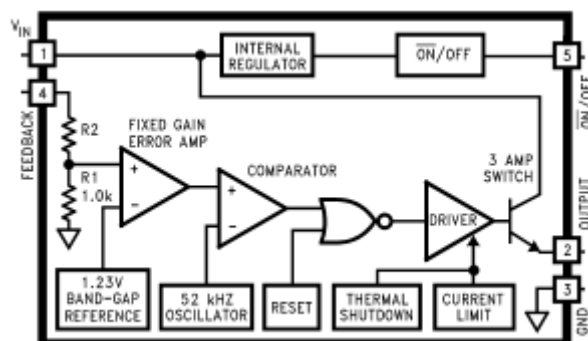 VIN
1
INTERNAL
REGULATOR
ON/OFF
5
ON/OFF
4
FEEDBACK
R2
FIXED GAIN
ERROR AMP
R1
1.0k
+
−
COMPARATOR
+
−
3 AMP
SWITCH
DRIVER
OUTPUT
2
1.23V
BAND-GAP
REFERENCE
52 kHZ
OSCILLATOR
RESET
THERMAL
SHUTDOWN
CURRENT
LIMIT
3
GND